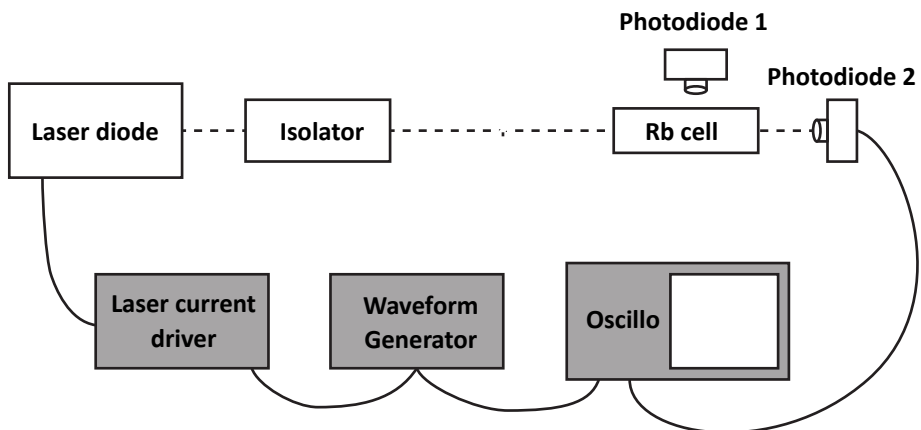 Photodiode 1
Photodiode 2
Laser diode
Isolator
Rb cell
Laser current
driver
Waveform
Generator
Oscillo